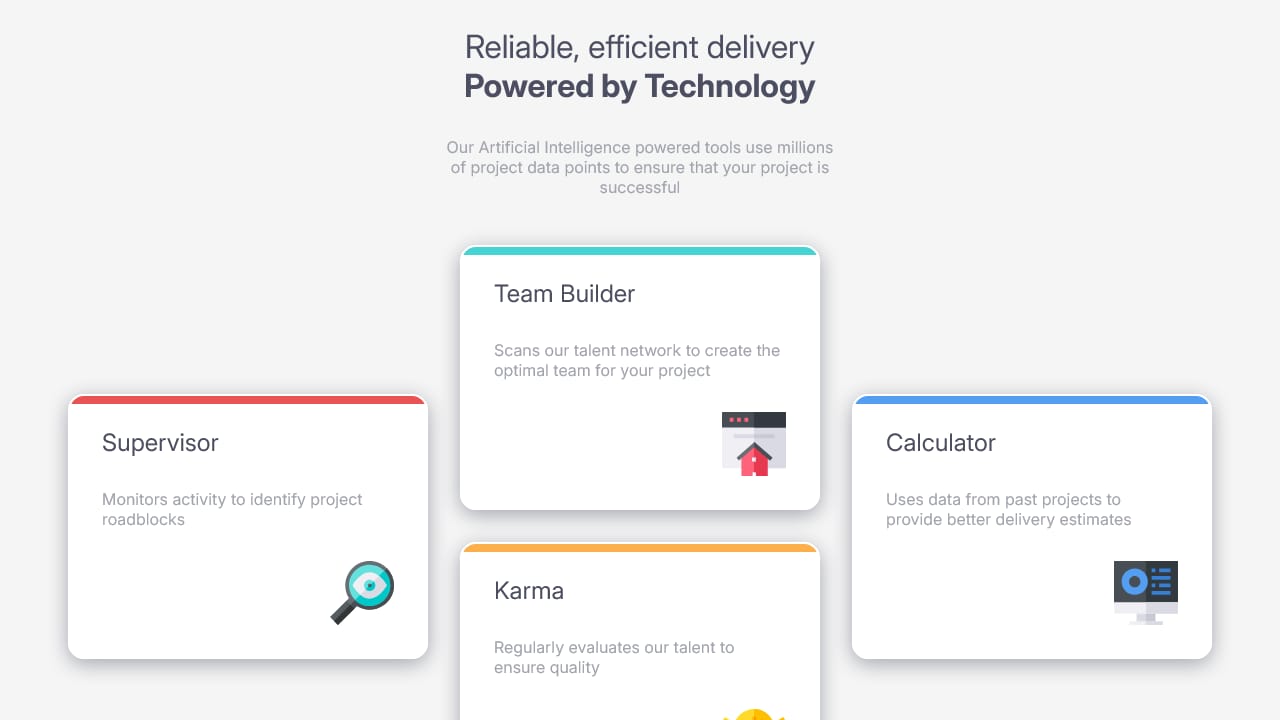 Reliable, efficient delivery
Powered by Technology
Our Artificial Intelligence powered tools use millions
of project data points to ensure that your project is
successful
Supervisor
Monitors activity to identify project
roadblocks
Team Builder
Scans our talent network to create the
optimal team for your project
Karma
Regularly evaluates our talent to
ensure quality
Calculator
Uses data from past projects to
provide better delivery estimates